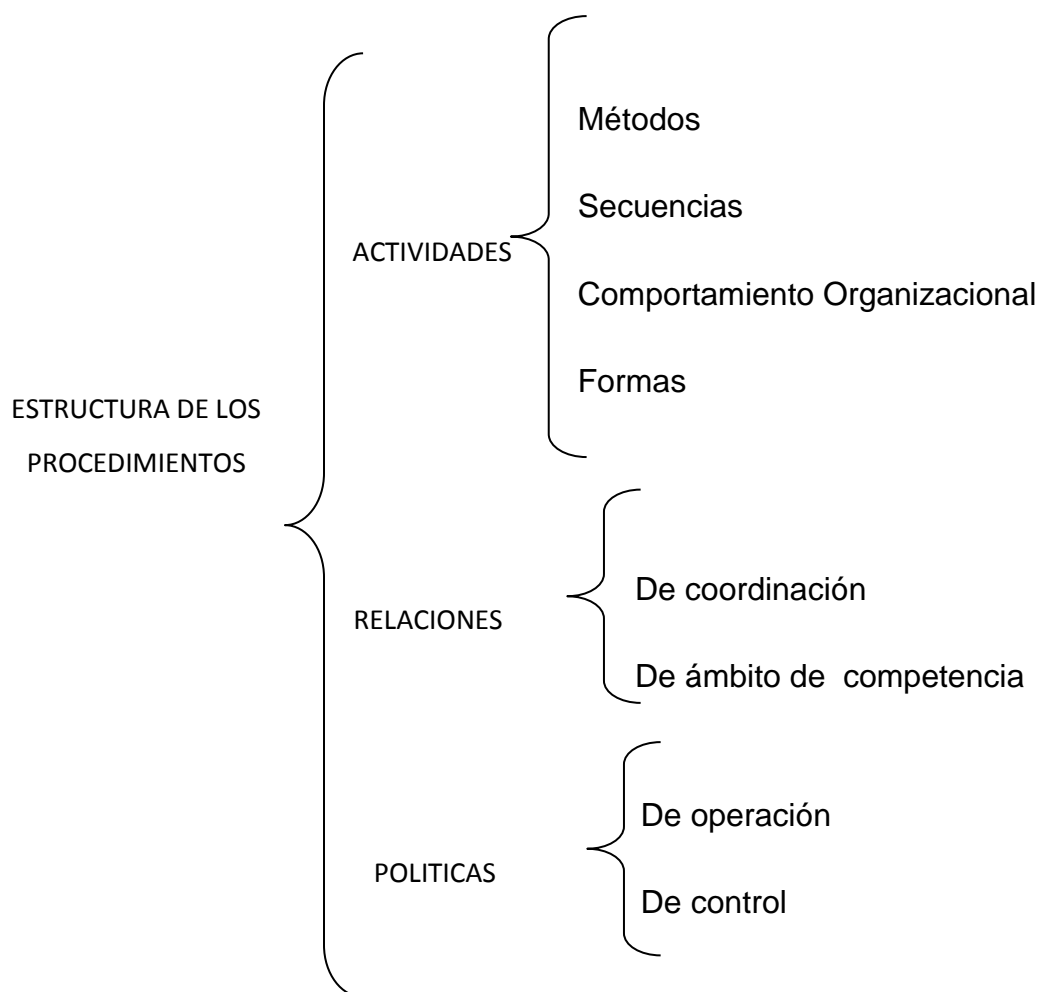 ESTRUCTURA DE LOS
PROCEDIMIENTOS
ACTIVIDADES
Métodos
Secuencias
Comportamiento Organizacional
Formas
RELACIONES
De coordinación
De ámbito de competencia
POLITICAS
De operación
De control